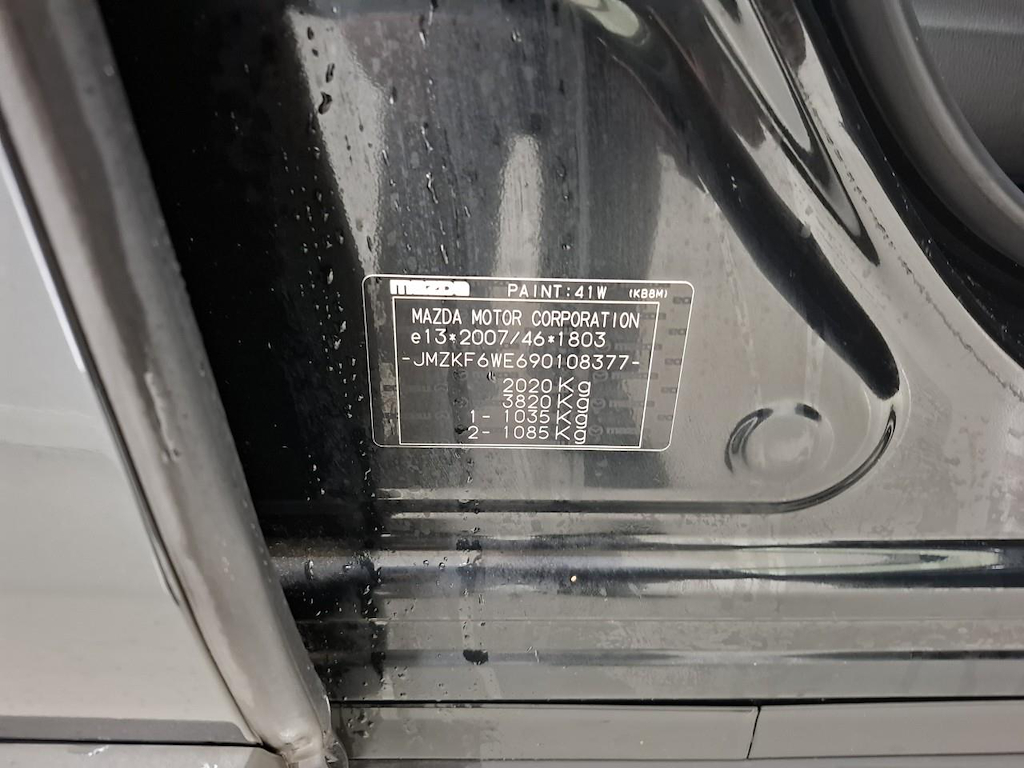 mazda PAINT:41W (KB8M)
MAZDA MOTOR CORPORATION
e13*2007/46*1803
-JMZKF6WE690108377-
2020 Kg
3820 Kg
1- 1035 Kg
2- 1085 Kg